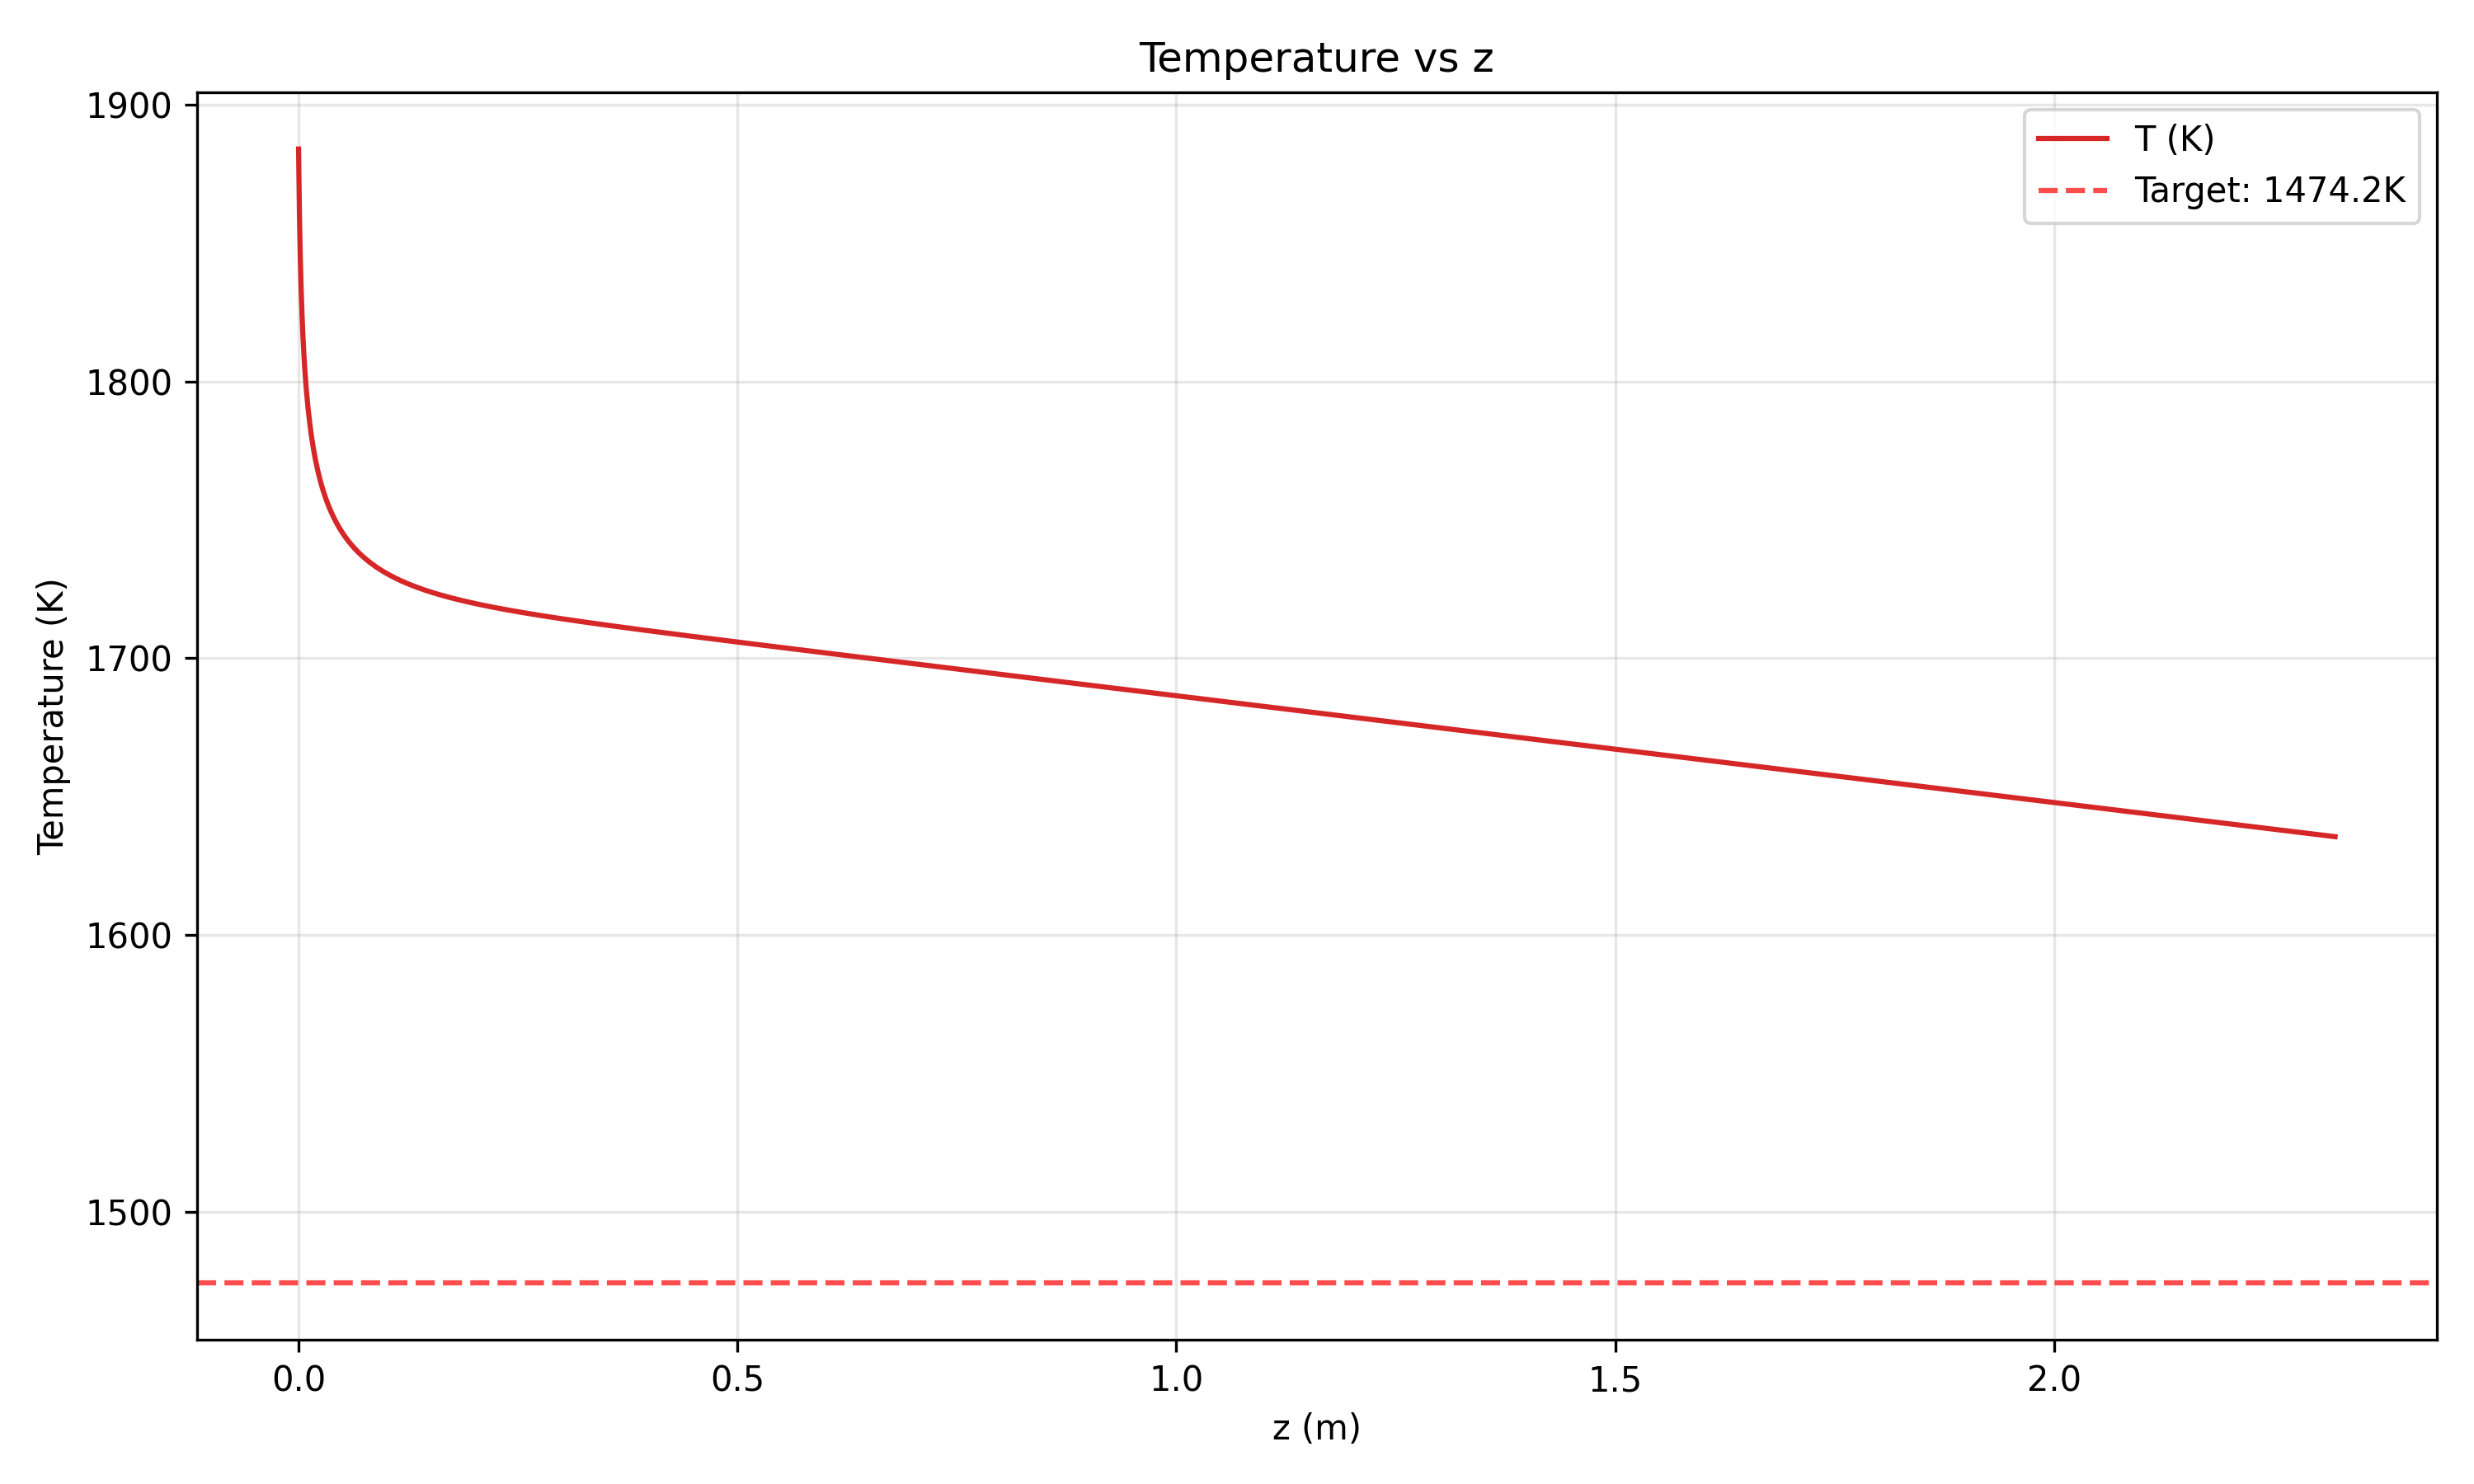 Temperature vs z
T (K)
Target: 1474.2K
Temperature (K)
1900
1800
1700
1600
1500
0.0
0.5
1.0
1.5
2.0
z (m)